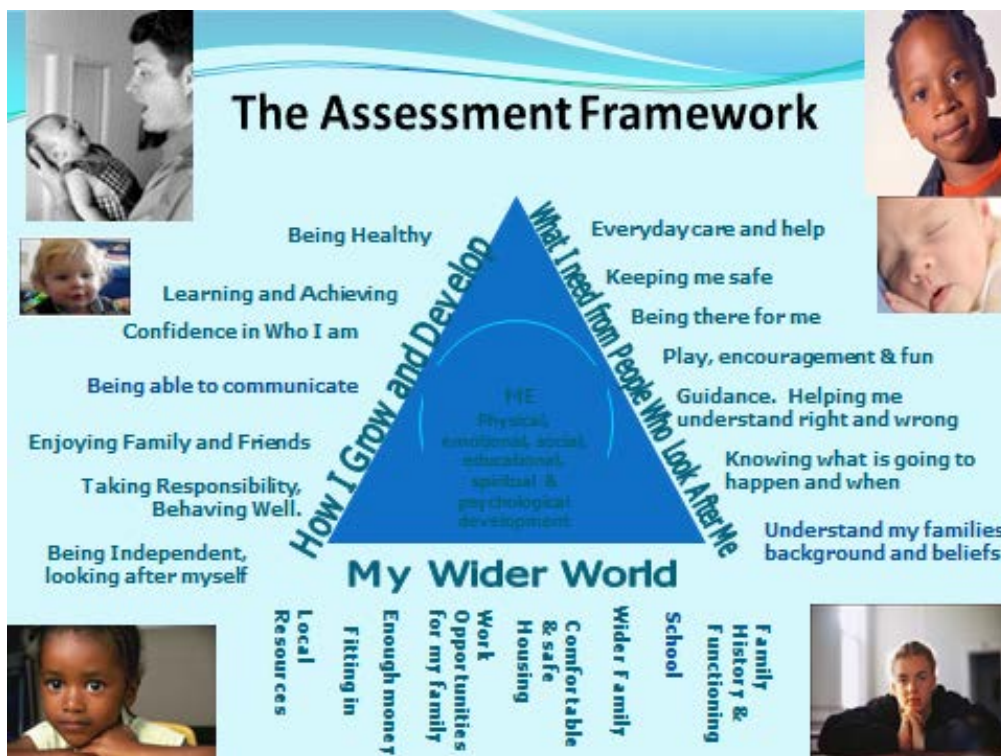 The Assessment Framework
Being Healthy
Learning and Achieving
Confidence in Who I am
Being able to communicate
Enjoying Family and Friends
Taking Responsibility,
Behaving Well.
Being Independent,
looking after myself
How I Grow and Develop
ME
Physical,
emotional, social,
educational,
spiritual &
psychological
development
What I need from People Who Look After Me
Everyday care and help
Keeping me safe
Being there for me
Play, encouragement & fun
Guidance. Helping me
understand right and wrong
Knowing what is going to
happen and when
Understand my families
background and beliefs
My Wider World
Local
Resources
Fitting in
Enough money
for my family
Work
Opportunities
Comfortable
& safe
Housing
Wider Family
School
Family
History &
Functioning